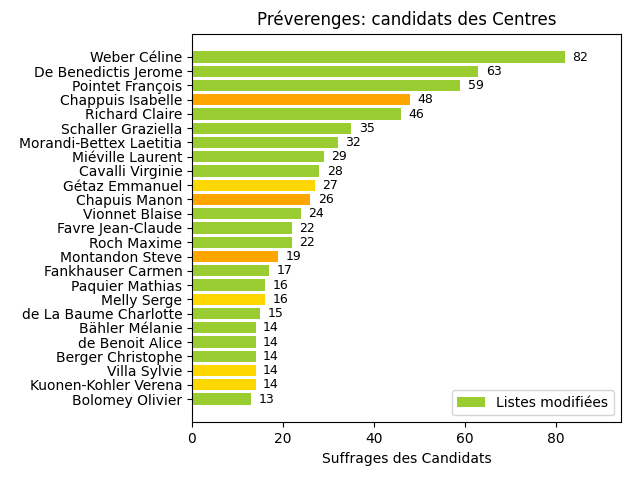 Préverenges: candidats des Centres
Weber Céline 82
De Benedictis Jerome 63
Pointet François 59
Chappuis Isabelle 48
Richard Claire 46
Schaller Graziella 35
Morandi-Bettex Laetitia 32
Miéville Laurent 29
Cavalli Virginie 28
Gétaz Emmanuel 27
Chapuis Manon 26
Vionnet Blaise 24
Favre Jean-Claude 22
Roch Maxime 22
Montandon Steve 19
Fankhauser Carmen 17
Paquier Mathias 16
Melly Serge 16
de La Baume Charlotte 15
Bähler Mélanie 14
de Benoit Alice 14
Berger Christophe 14
Villa Sylvie 14
Kuonen-Kohler Verena 14
Bolomey Olivier 13
Listes modifiées
0 20 40 60 80
Suffrages des Candidats